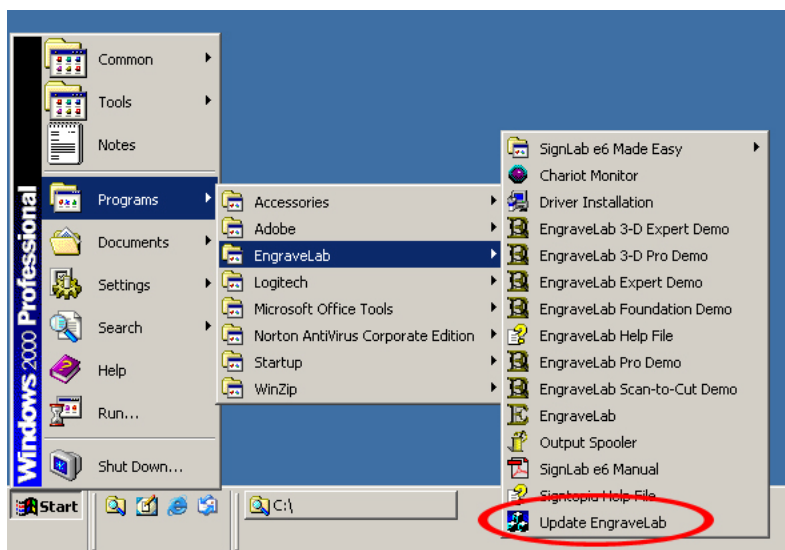 Common
Tools
Notes
Programs
Documents
Settings
Search
Help
Run...
Shut Down...
Windows 2000 Professional
Accessories
Adobe
EngraveLab
Logitech
Microsoft Office Tools
Norton AntiVirus Corporate Edition
Startup
WinZip
SignLab e6 Made Easy
Chariot Monitor
Driver Installation
EngraveLab 3-D Expert Demo
EngraveLab 3-D Pro Demo
EngraveLab Expert Demo
EngraveLab Foundation Demo
EngraveLab Help File
EngraveLab Pro Demo
EngraveLab Scan-to-Cut Demo
EngraveLab
Output Spooler
SignLab e6 Manual
Signtopia Help File
Update EngraveLab
Start
C:\